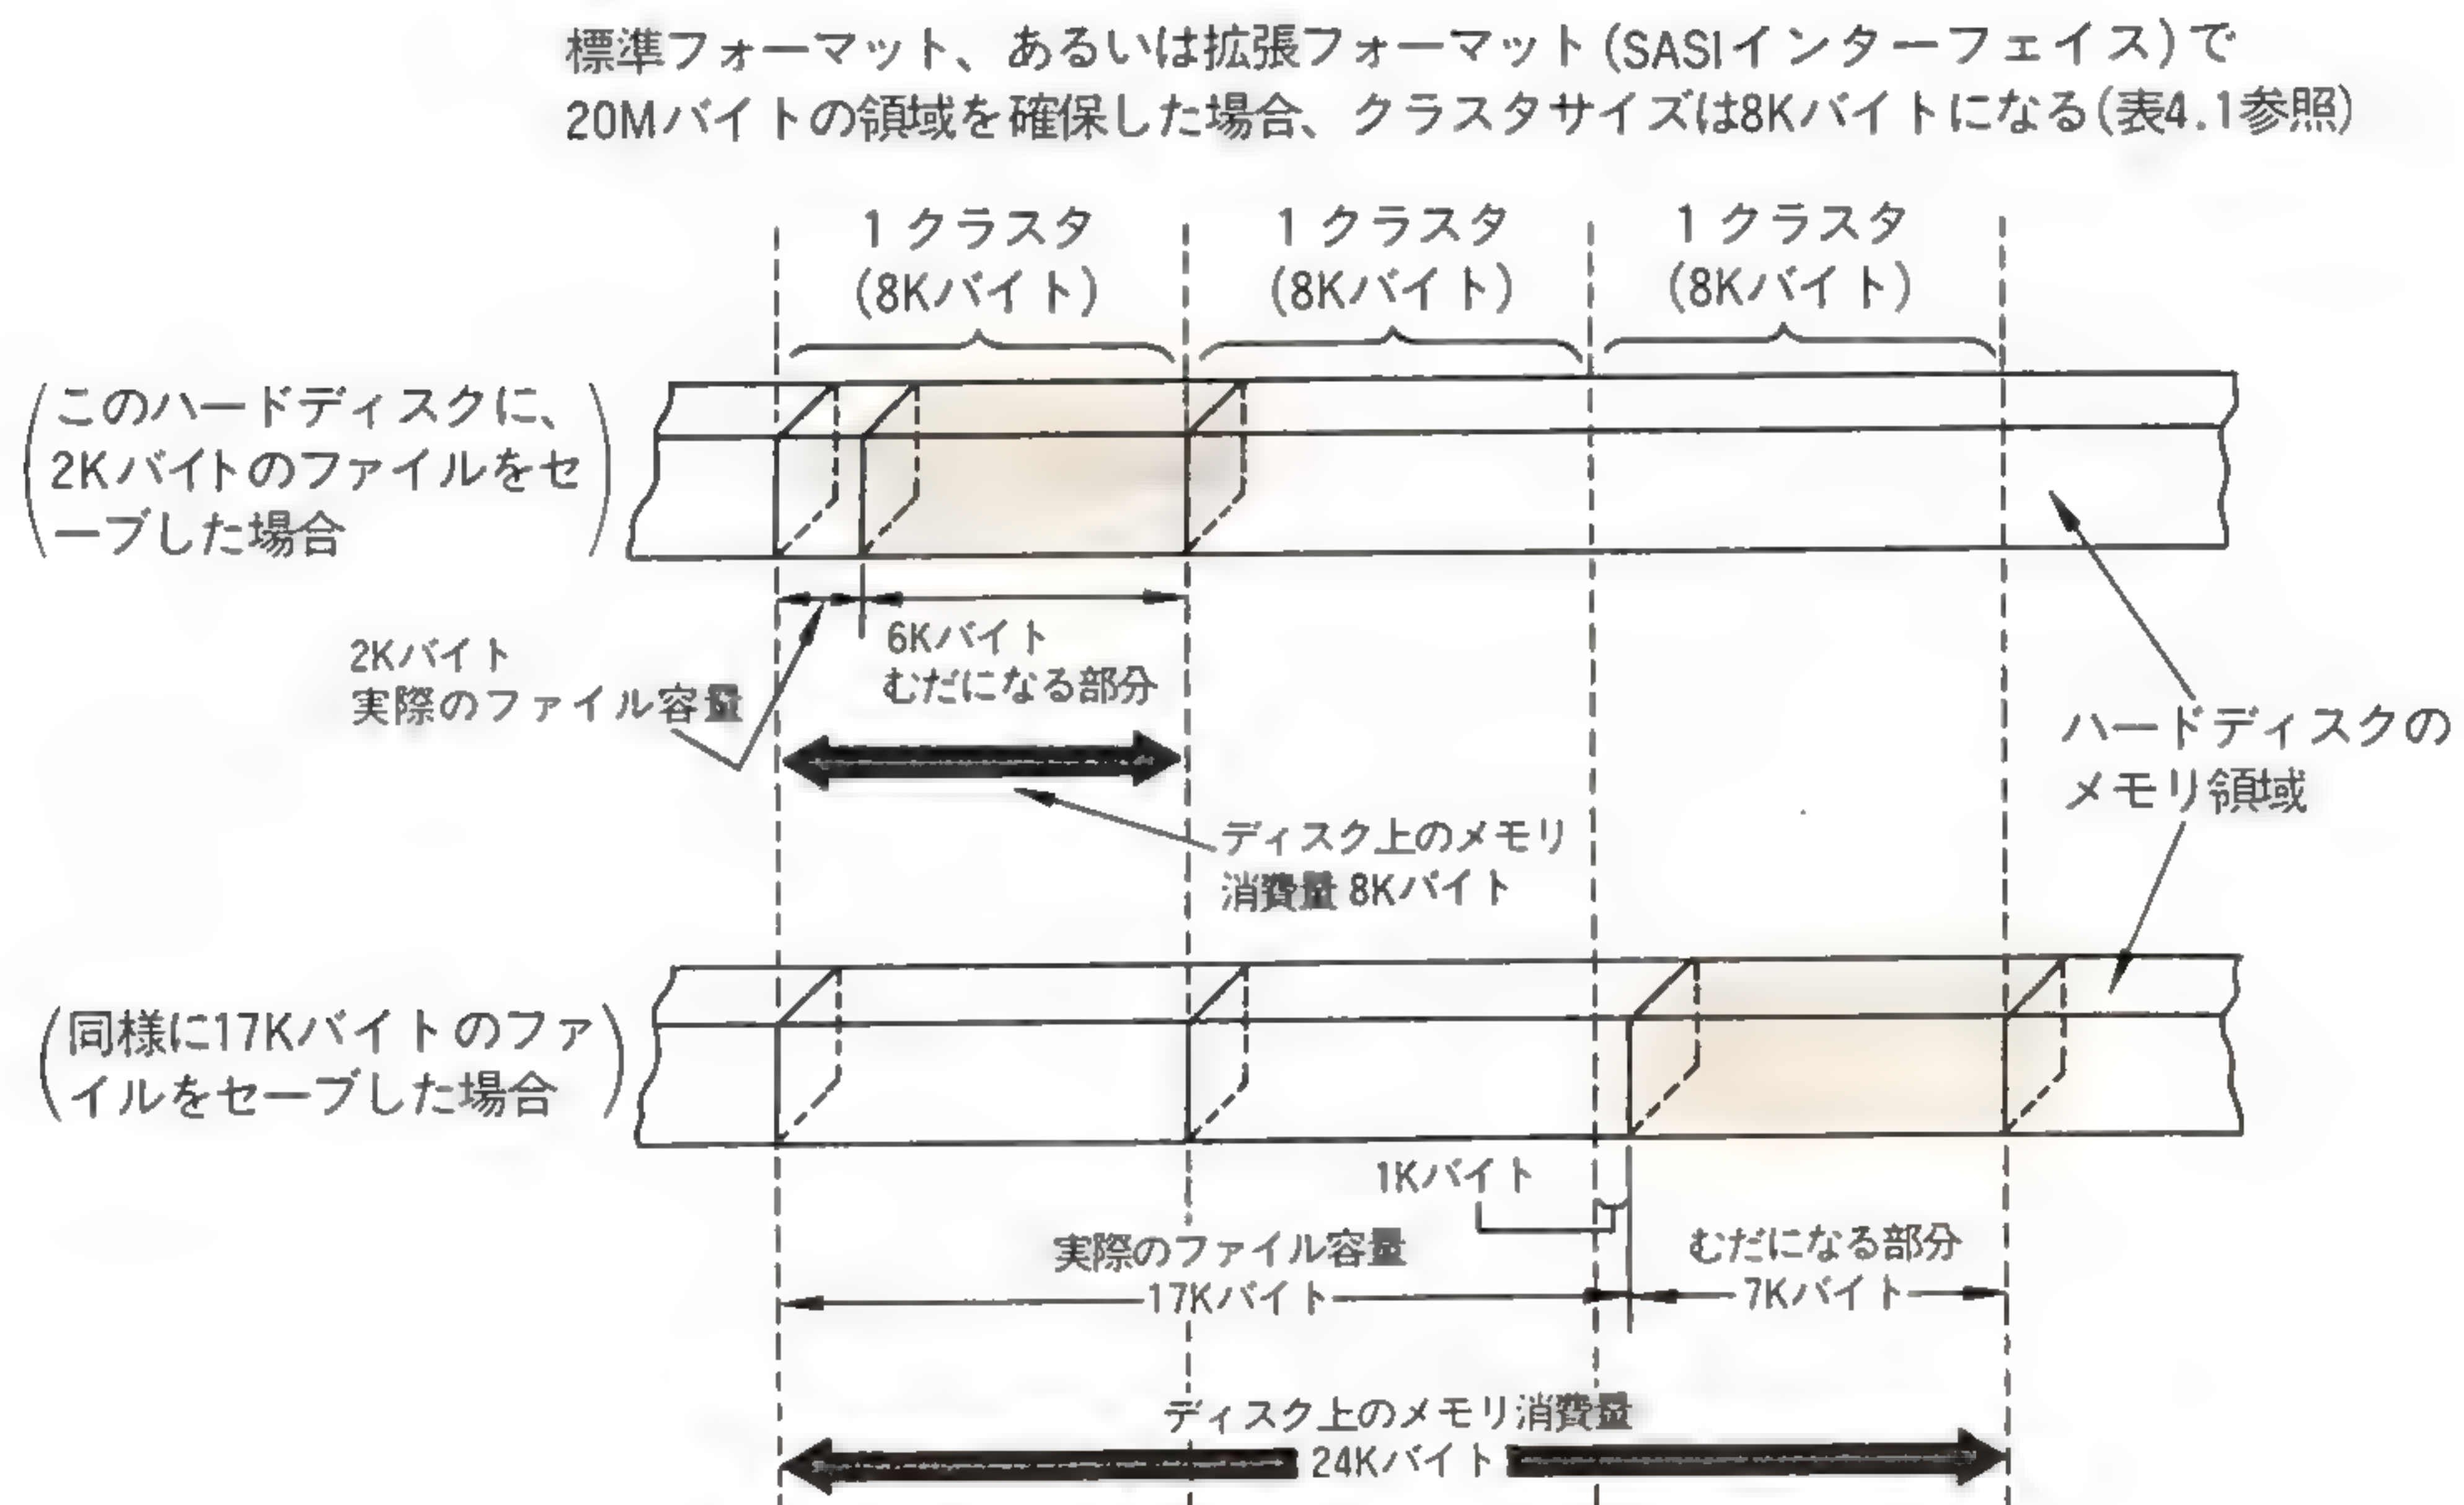 標準フォーマット、あるいは拡張フォーマット(SASIインターフェイス)で
20Mバイトの領域を確保した場合、クラスタサイズは8Kバイトになる(表4.1参照)
1 クラスタ
(8Kバイト)
1 クラスタ
(8Kバイト)
1 クラスタ
(8Kバイト)
このハードディスクに、
2Kバイトのファイルをセ
ーブした場合
2Kバイト
実際のファイル容量
6Kバイト
むだになる部分
ハードディスクの
メモリ領域
ディスク上のメモリ
消費量 8Kバイト
同様に17Kバイトのファ
イルをセーブした場合
1Kバイト
実際のファイル容量
17Kバイト
むだになる部分
7Kバイト
ディスク上のメモリ消費量
24Kバイト